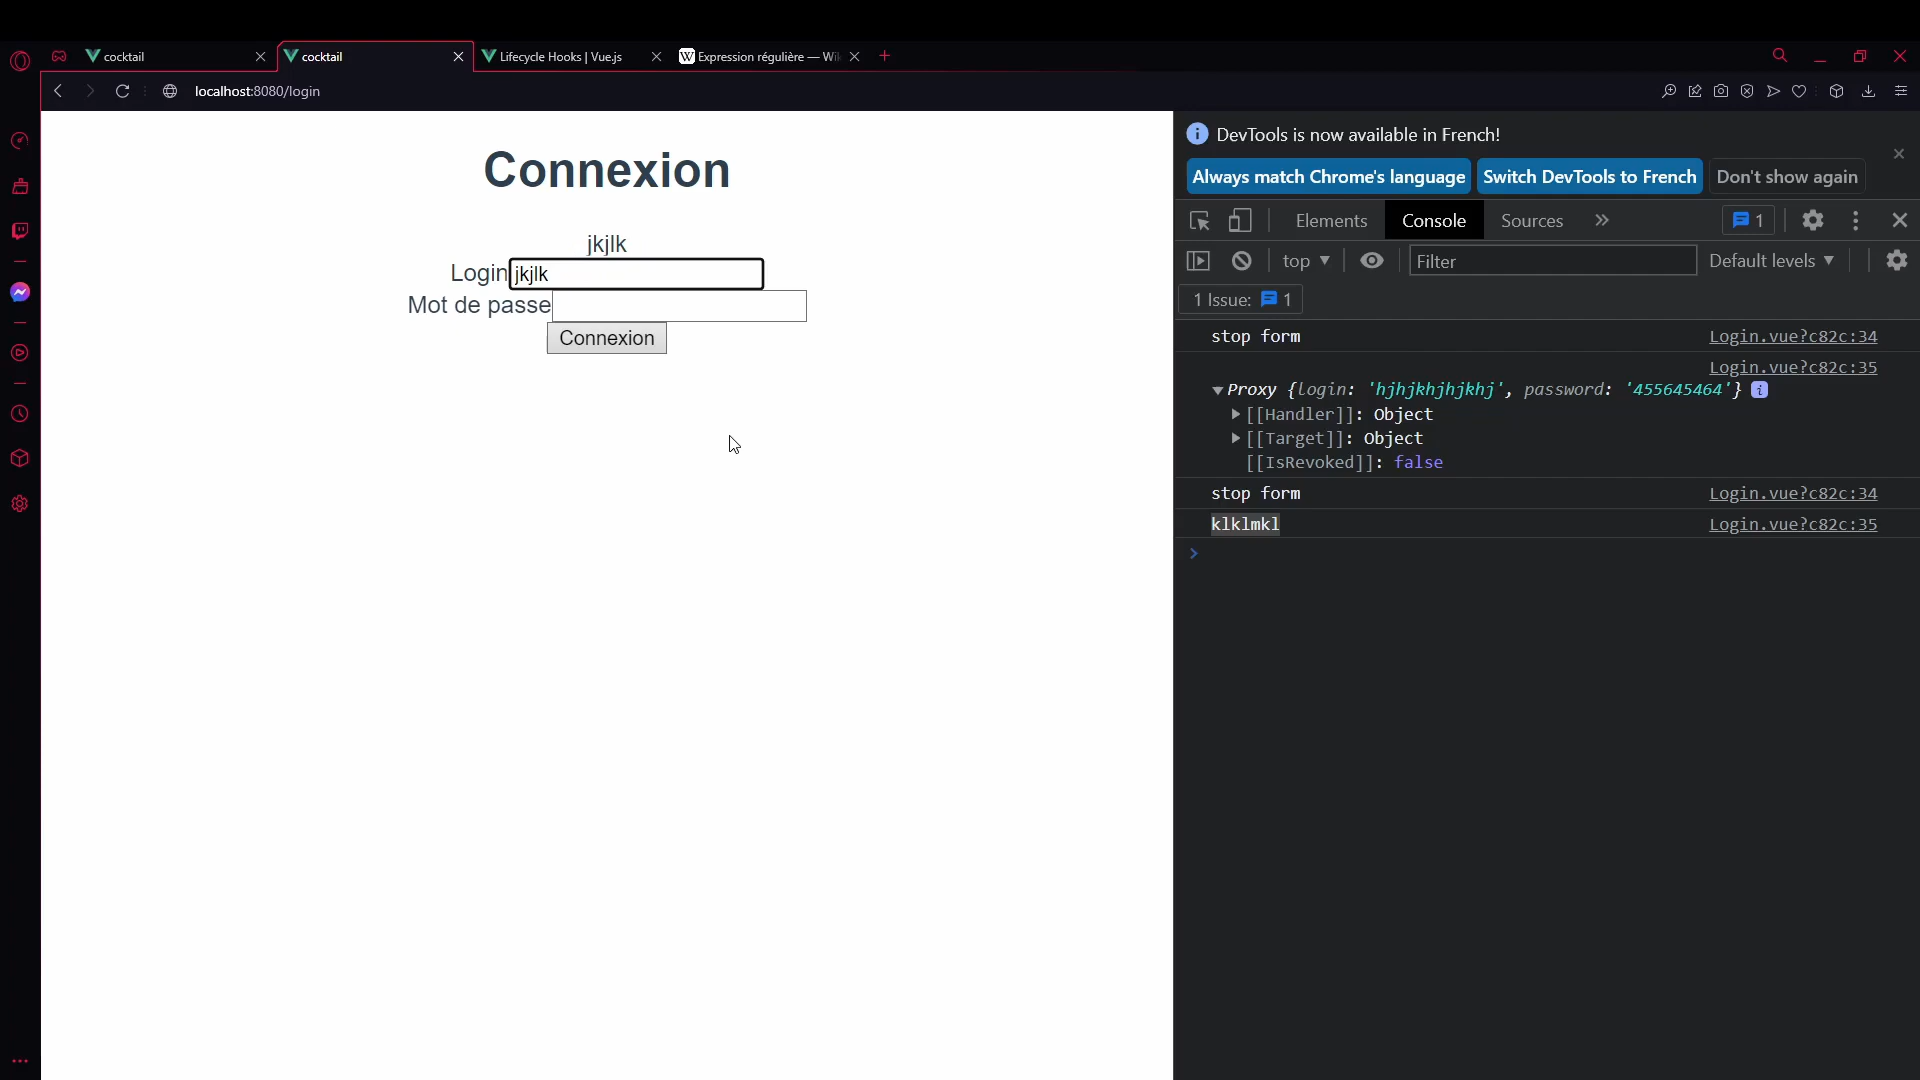 cocktail
cocktail
Lifecycle Hooks | Vue.js
Expression régulière — Wi
localhost:8080/login
Connexion
jkjlk
Login jkjlk
Mot de passe
Connexion
DevTools is now available in French!
Always match Chrome's language
Switch DevTools to French
Don't show again
Elements
Console
Sources
1
top
Filter
Default levels
1 Issue: 1
stop form Login.vue?c82c:34
Login.vue?c82c:35
Proxy {login: 'hjhjkhjhjkhj', password: '455645464'}
[[Handler]]: Object
[[Target]]: Object
[[IsRevoked]]: false
stop form Login.vue?c82c:34
klklmkl Login.vue?c82c:35